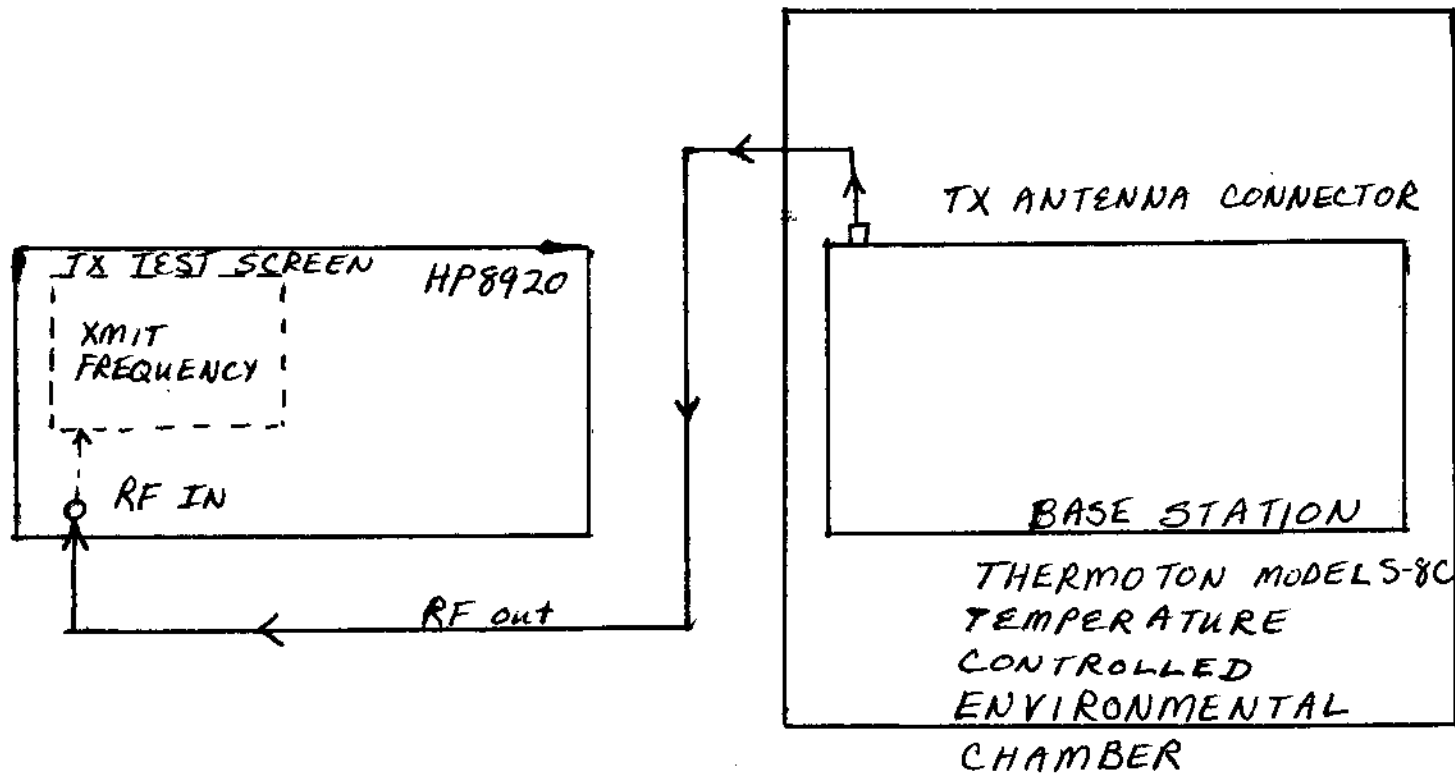 TX ANTENNA CONNECTOR
TX TEST SCREEN
HP8920
XMIT
FREQUENCY
RF IN
RF out
BASE STATION
THERMOTON MODEL S-8C
TEMPERATURE
CONTROLLED
ENVIRONMENTAL
CHAMBER